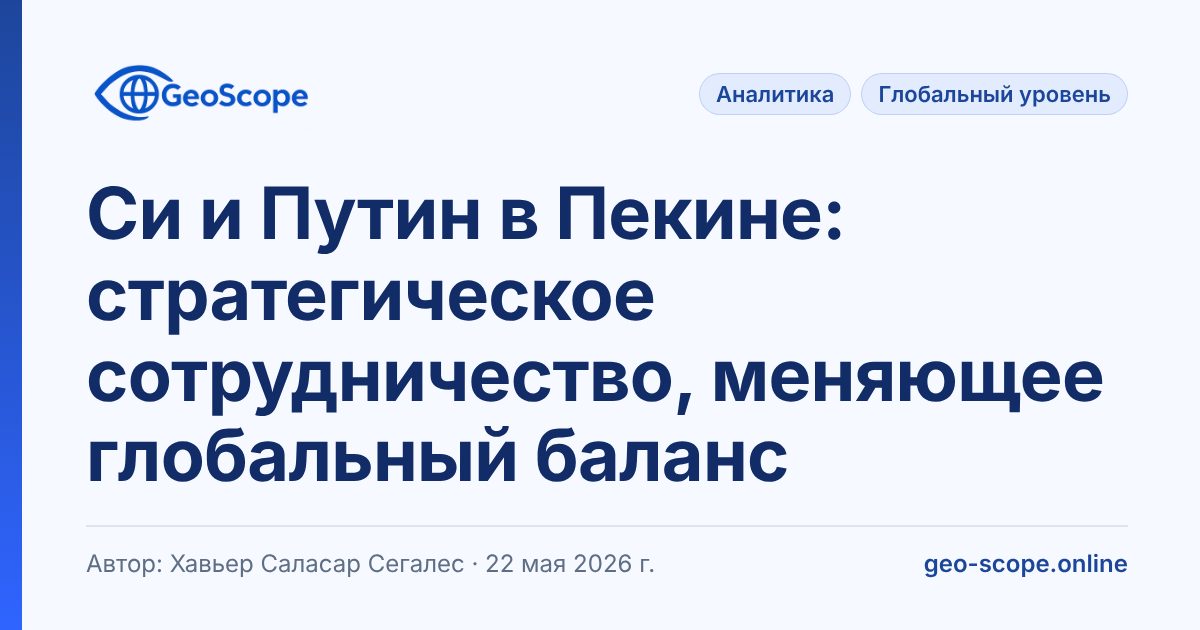 GeoScope
Аналитика
Глобальный уровень
Си и Путин в Пекине:
стратегическое
сотрудничество, меняющее
глобальный баланс
Автор: Хавьер Саласар Сегалес · 22 мая 2026 г.
geo-scope.online